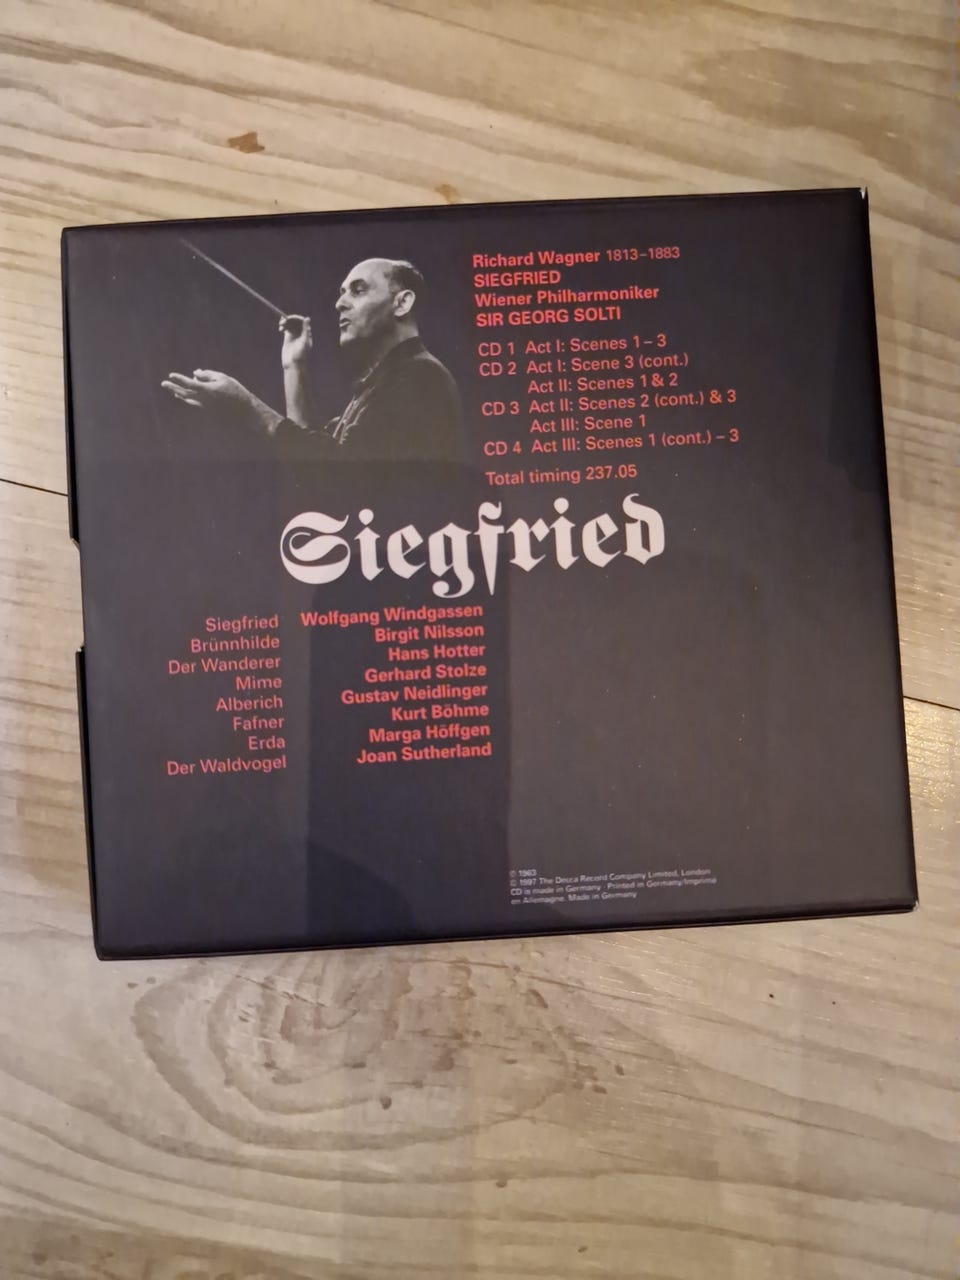 Richard Wagner 1813–1883
SIEGFRIED
Wiener Philharmoniker
SIR GEORG SOLTI
CD 1 Act I: Scenes 1 – 3
CD 2 Act I: Scene 3 (cont.)
Act II: Scenes 1 & 2
CD 3 Act II: Scenes 2 (cont.) & 3
Act III: Scene 1
CD 4 Act III: Scenes 1 (cont.) – 3
Total timing 237.05
Siegfried
Siegfried Wolfgang Windgassen
Brünnhilde Birgit Nilsson
Der Wanderer Hans Hotter
Mime Gerhard Stolze
Alberich Gustav Neidlinger
Fafner Kurt Böhme
Erda Marga Höffgen
Der Waldvogel Joan Sutherland
℗ 1963
© 1997 The Decca Record Company Limited, London
CD is made in Germany · Printed in Germany/Imprimé
en Allemagne. Made in Germany